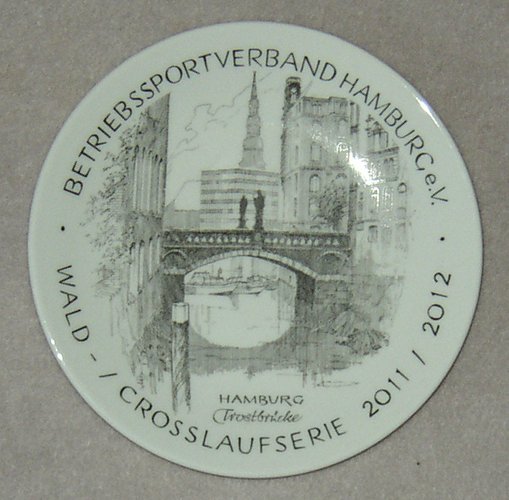 BETRIEBSSPORTVERBAND HAMBURG e.V.
HAMBURG
Trostbrücke
WALD - / CROSSLAUFSERIE 2011 / 2012